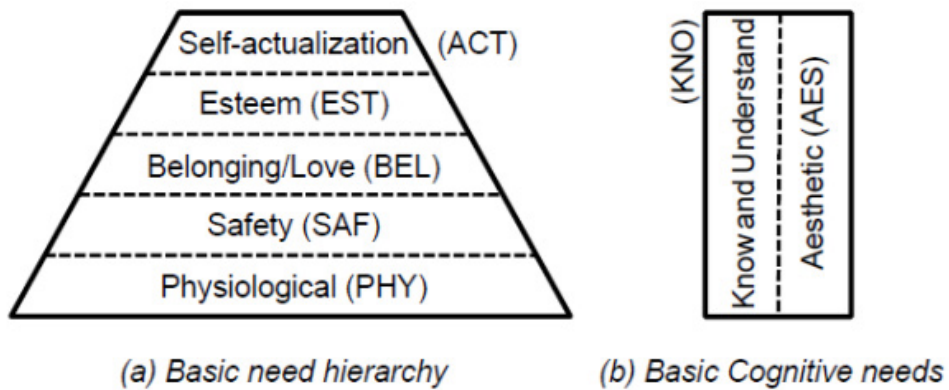 Self-actualization (ACT)
Esteem (EST)
Belonging/Love (BEL)
Safety (SAF)
Physiological (PHY)
(a) Basic need hierarchy
(KNO)
Know and Understand
Aesthetic (AES)
(b) Basic Cognitive needs